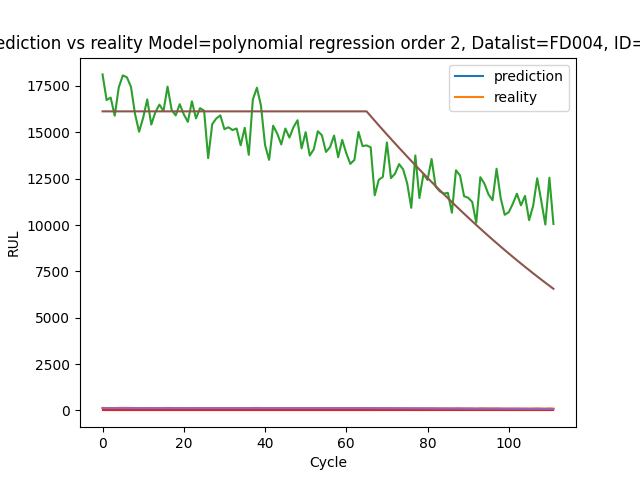 ediction vs reality Model=polynomial regression order 2, Datalist=FD004, ID=
prediction
reality
17500
15000
12500
10000
7500
5000
2500
0
RUL
0 20 40 60 80 100
Cycle